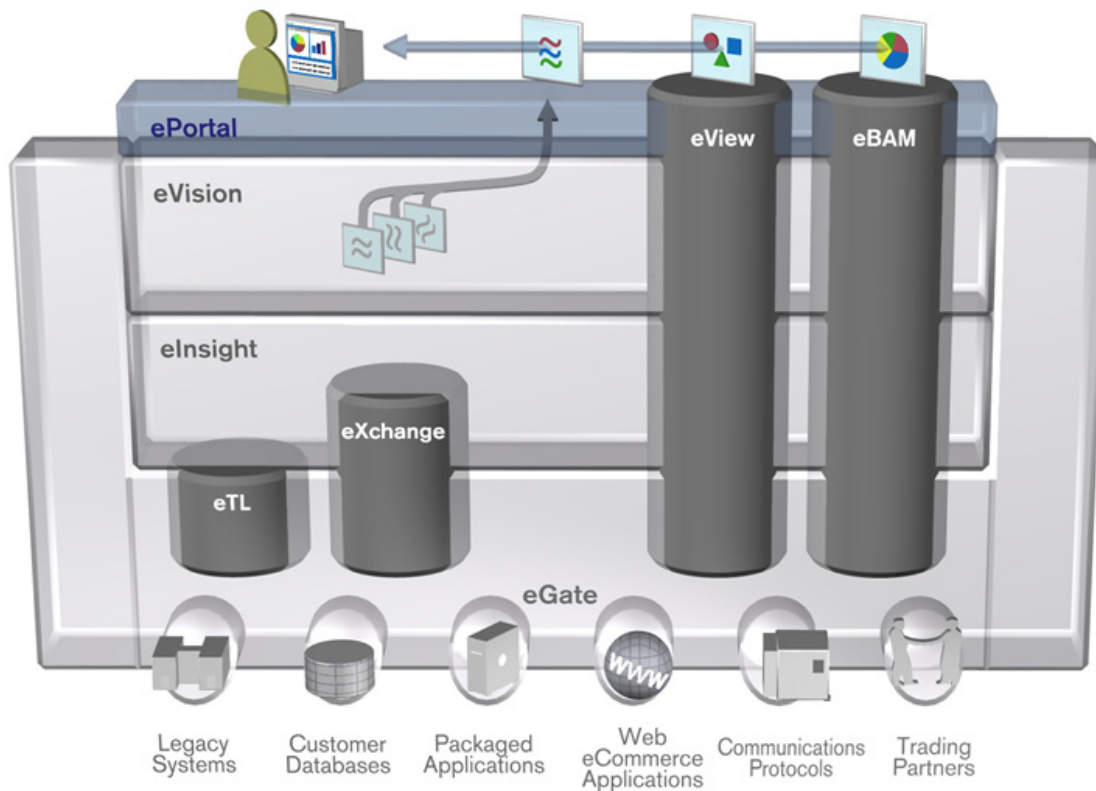 ePortal
eView
eBAM
eVision
eInsight
eXchange
eTL
eGate
WWW
Legacy
Systems
Customer
Databases
Packaged
Applications
Web
eCommerce
Applications
Communications
Protocols
Trading
Partners